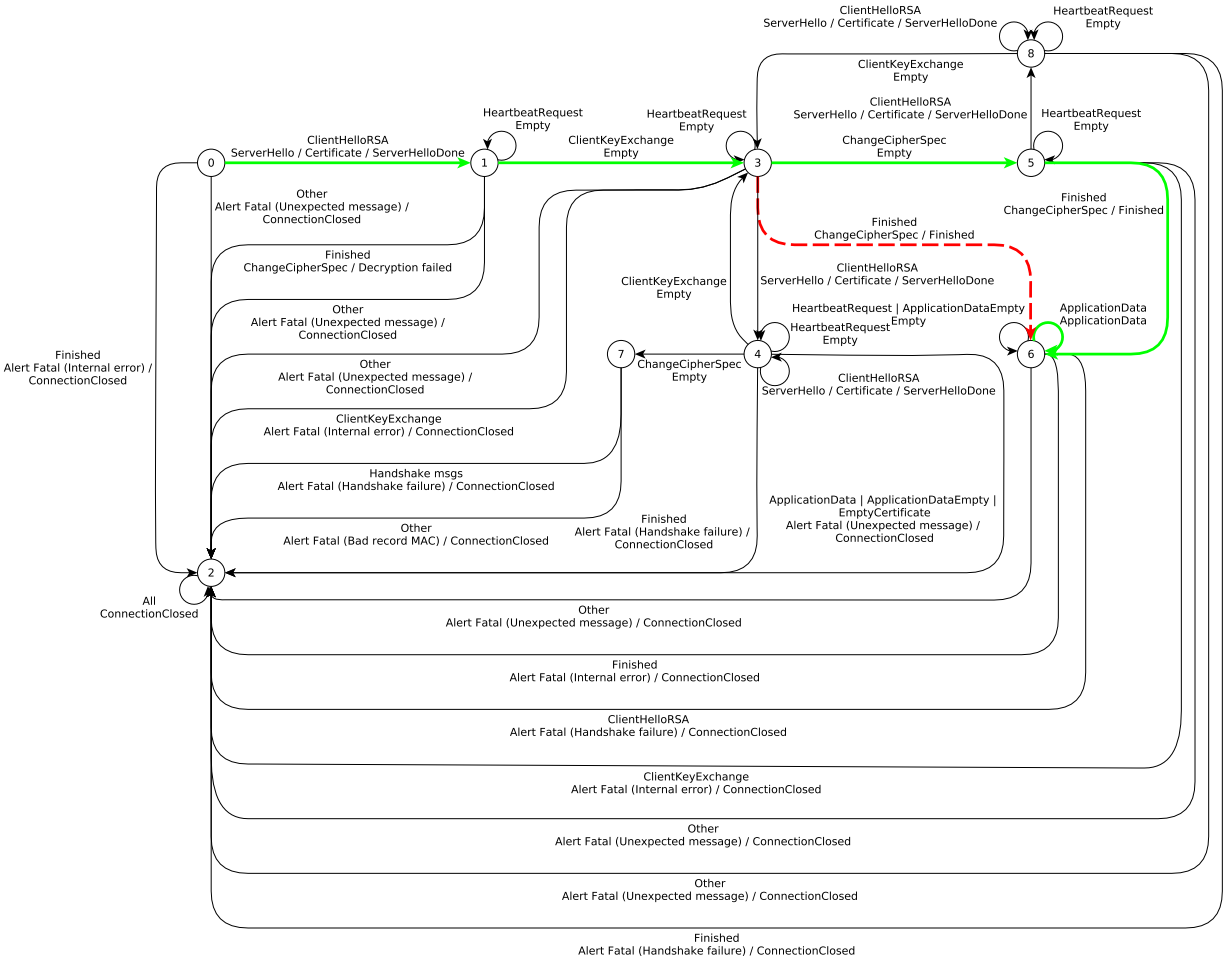 ClientHelloRSA
ServerHello / Certificate / ServerHelloDone
HeartbeatRequest
Empty
8
ClientKeyExchange
Empty
ClientHelloRSA
ServerHello / Certificate / ServerHelloDone
HeartbeatRequest
Empty
HeartbeatRequest
Empty
HeartbeatRequest
Empty
ClientHelloRSA
ServerHello / Certificate / ServerHelloDone
ClientKeyExchange
Empty
ChangeCipherSpec
Empty
0
1
3
5
Other
Alert Fatal (Unexpected message) /
ConnectionClosed
Finished
ChangeCipherSpec / Finished
Finished
ChangeCipherSpec / Finished
Finished
ChangeCipherSpec / Decryption failed
ClientHelloRSA
ServerHello / Certificate / ServerHelloDone
ClientKeyExchange
Empty
Other
Alert Fatal (Unexpected message) /
ConnectionClosed
HeartbeatRequest | ApplicationDataEmpty
Empty
ApplicationData
ApplicationData
HeartbeatRequest
Empty
Finished
Alert Fatal (Internal error) /
ConnectionClosed
7
4
6
Other
Alert Fatal (Unexpected message) /
ConnectionClosed
ChangeCipherSpec
Empty
ClientHelloRSA
ServerHello / Certificate / ServerHelloDone
ClientKeyExchange
Alert Fatal (Internal error) / ConnectionClosed
Handshake msgs
Alert Fatal (Handshake failure) / ConnectionClosed
Other
Alert Fatal (Bad record MAC) / ConnectionClosed
Finished
Alert Fatal (Handshake failure) /
ConnectionClosed
ApplicationData | ApplicationDataEmpty |
EmptyCertificate
Alert Fatal (Unexpected message) /
ConnectionClosed
2
All
ConnectionClosed
Other
Alert Fatal (Unexpected message) / ConnectionClosed
Finished
Alert Fatal (Internal error) / ConnectionClosed
ClientHelloRSA
Alert Fatal (Handshake failure) / ConnectionClosed
ClientKeyExchange
Alert Fatal (Internal error) / ConnectionClosed
Other
Alert Fatal (Unexpected message) / ConnectionClosed
Other
Alert Fatal (Unexpected message) / ConnectionClosed
Finished
Alert Fatal (Handshake failure) / ConnectionClosed